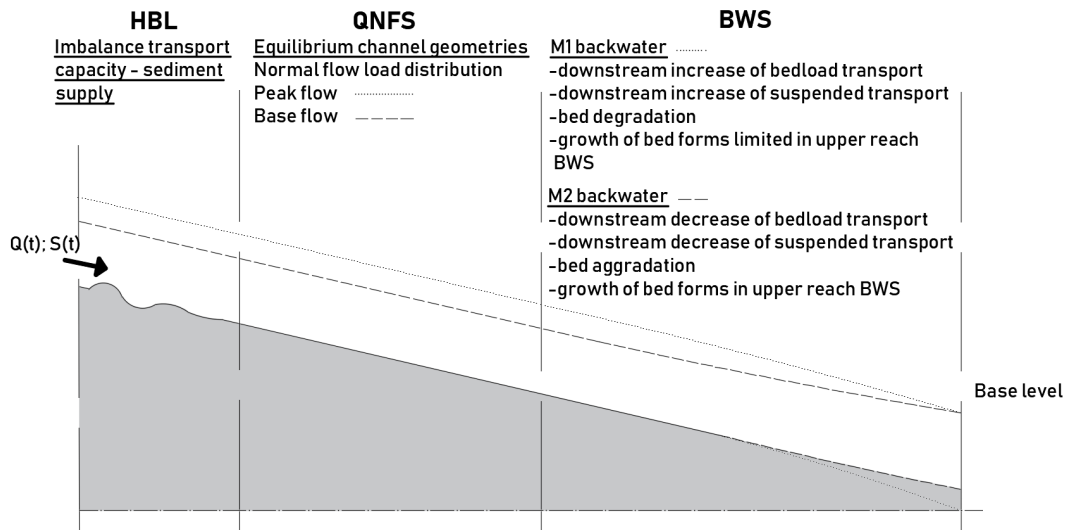 HBL
Imbalance transport
capacity - sediment
supply
QNFS
Equilibrium channel geometries
Normal flow load distribution
Peak flow
Base flow
BWS
M1 backwater
-downstream increase of bedload transport
-downstream increase of suspended transport
-bed degradation
-growth of bed forms limited in upper reach
BWS
M2 backwater
-downstream decrease of bedload transport
-downstream decrease of suspended transport
-bed aggradation
-growth of bed forms in upper reach BWS
Q(t); S(t)
Base level